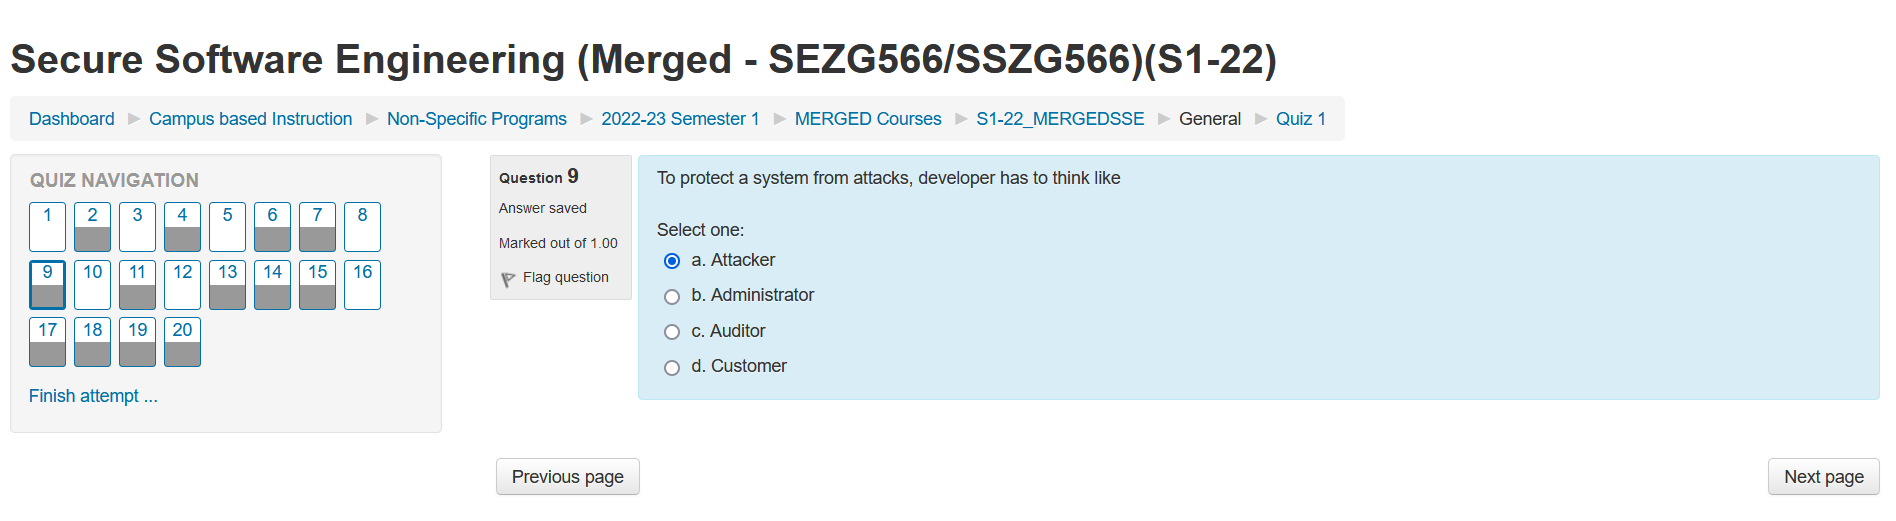 Secure Software Engineering (Merged - SEZG566/SSZG566)(S1-22)
Dashboard ► Campus based Instruction ► Non-Specific Programs ► 2022-23 Semester 1 ► MERGED Courses ► S1-22_MERGEDSSE ► General ► Quiz 1
QUIZ NAVIGATION
1 2 3 4 5 6 7 8
9 10 11 12 13 14 15 16
17 18 19 20
Finish attempt ...
Question 9
Answer saved
Marked out of 1.00
Flag question
To protect a system from attacks, developer has to think like
Select one:
a. Attacker
b. Administrator
c. Auditor
d. Customer
Previous page
Next page